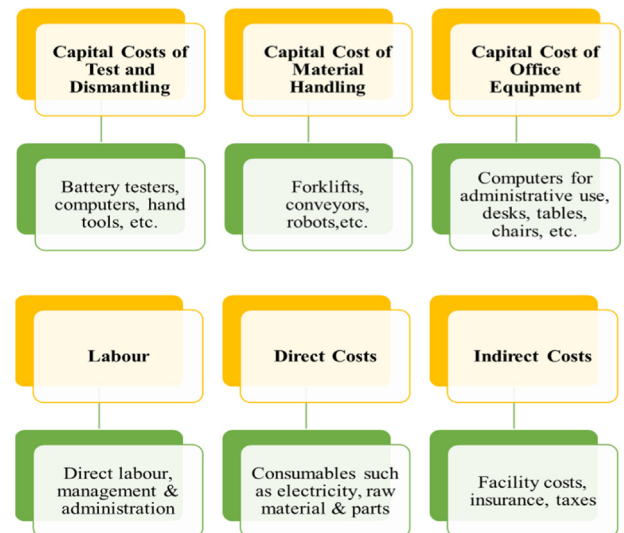 Capital Costs of
Test and
Dismantling
Capital Cost of
Material
Handling
Capital Cost of
Office
Equipment
Battery testers,
computers, hand
tools, etc.
Forklifts,
conveyors,
robots,etc.
Computers for
administrative use,
desks, tables,
chairs, etc.
Labour
Direct Costs
Indirect Costs
Direct labour,
management &
administration
Consumables such
as electricity, raw
material & parts
Facility costs,
insurance, taxes